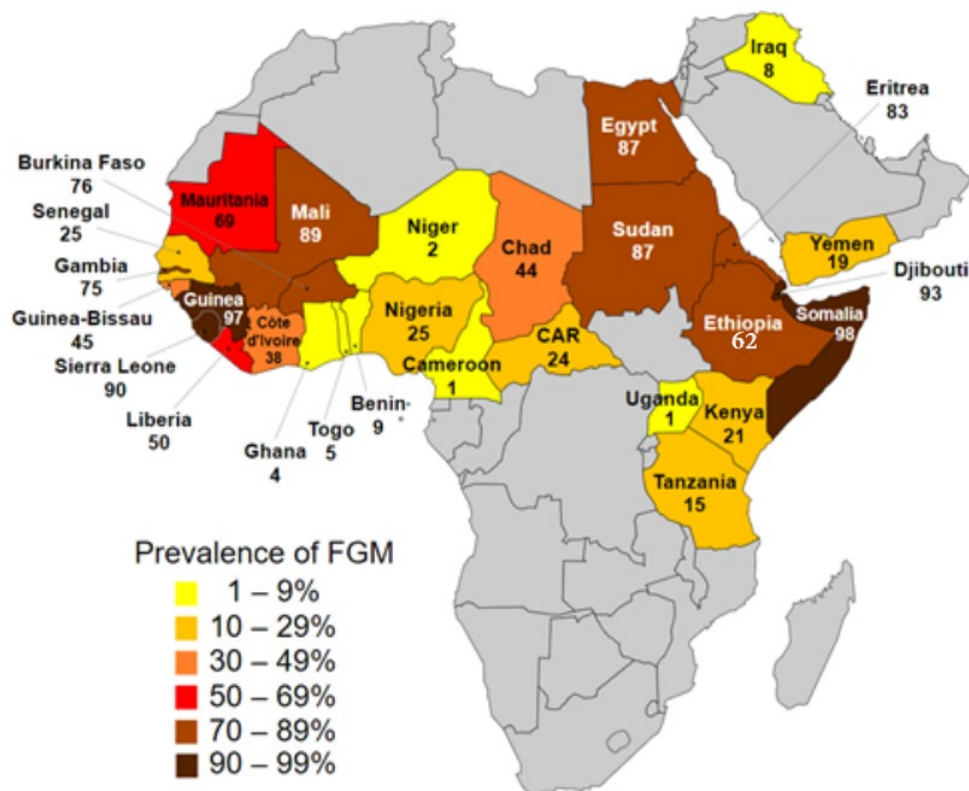 Iraq
8
Eritrea
83
Egypt
87
Burkina Faso
76
Mauritania
69
Mali
89
Niger
2
Chad
44
Sudan
87
Senegal
25
Yemen
19
Gambia
75
Djibouti
93
Guinea
97
Nigeria
25
Somalia
98
Guinea-Bissau
45
Côte
d'Ivoire
38
CAR
24
Ethiopia
62
Sierra Leone
90
Cameroon
1
Liberia
50
Benin
9
Togo
5
Ghana
4
Uganda
1
Kenya
21
Tanzania
15
Prevalence of FGM
1 – 9%
10 – 29%
30 – 49%
50 – 69%
70 – 89%
90 – 99%